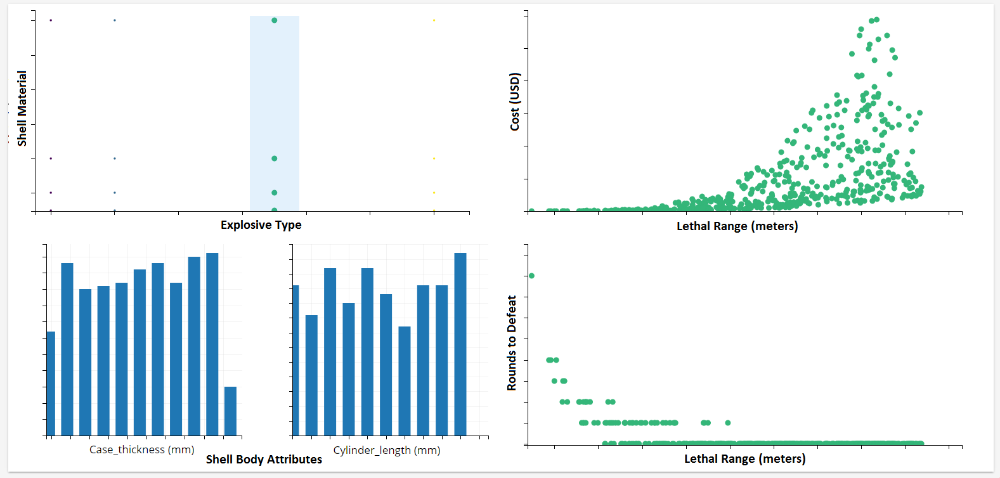 Shell Material
Explosive Type
Cost (USD)
Lethal Range (meters)
Case_thickness (mm)
Cylinder_length (mm)
Shell Body Attributes
Rounds to Defeat
Lethal Range (meters)